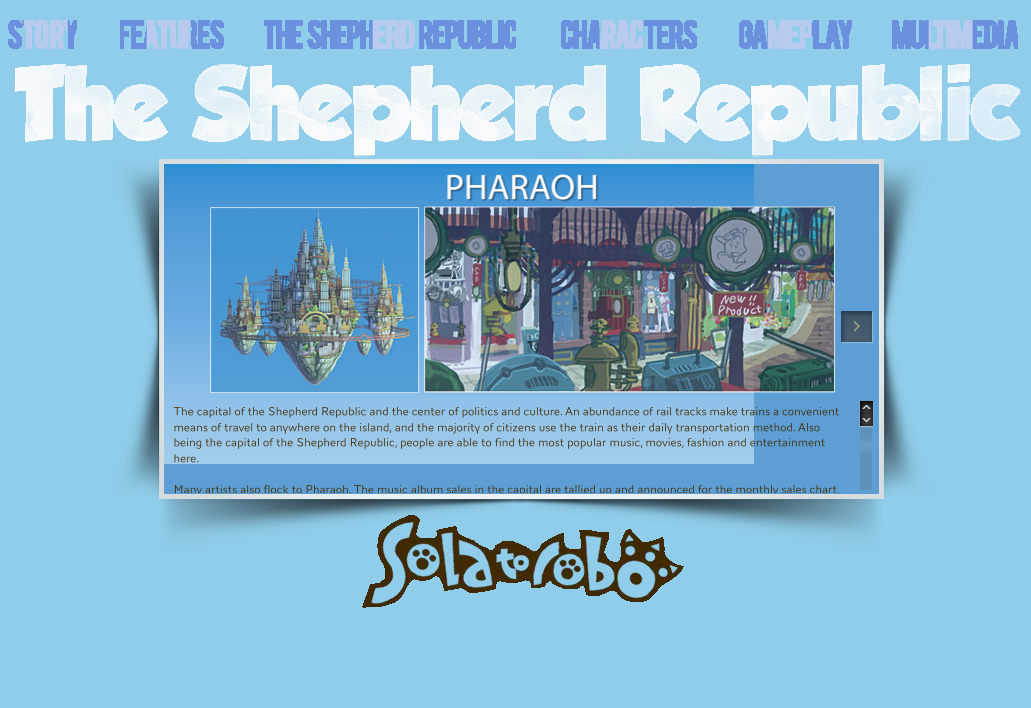 STORY FEATURES THE SHEPHERD REPUBLIC CHARACTERS GAMEPLAY MULTIMEDIA
The Shepherd Republic
PHARAOH
New!!
Product
The capital of the Shepherd Republic and the center of politics and culture. An abundance of rail tracks make trains a convenient
means of travel to anywhere on the island, and the majority of citizens use the train as their daily transportation method. Also
being the capital of the Shepherd Republic, people are able to find the most popular music, movies, fashion and entertainment
here.
Many artists also flock to Pharaoh. The music album sales in the capital are tallied up and announced for the monthly sales chart.
Solatorobo